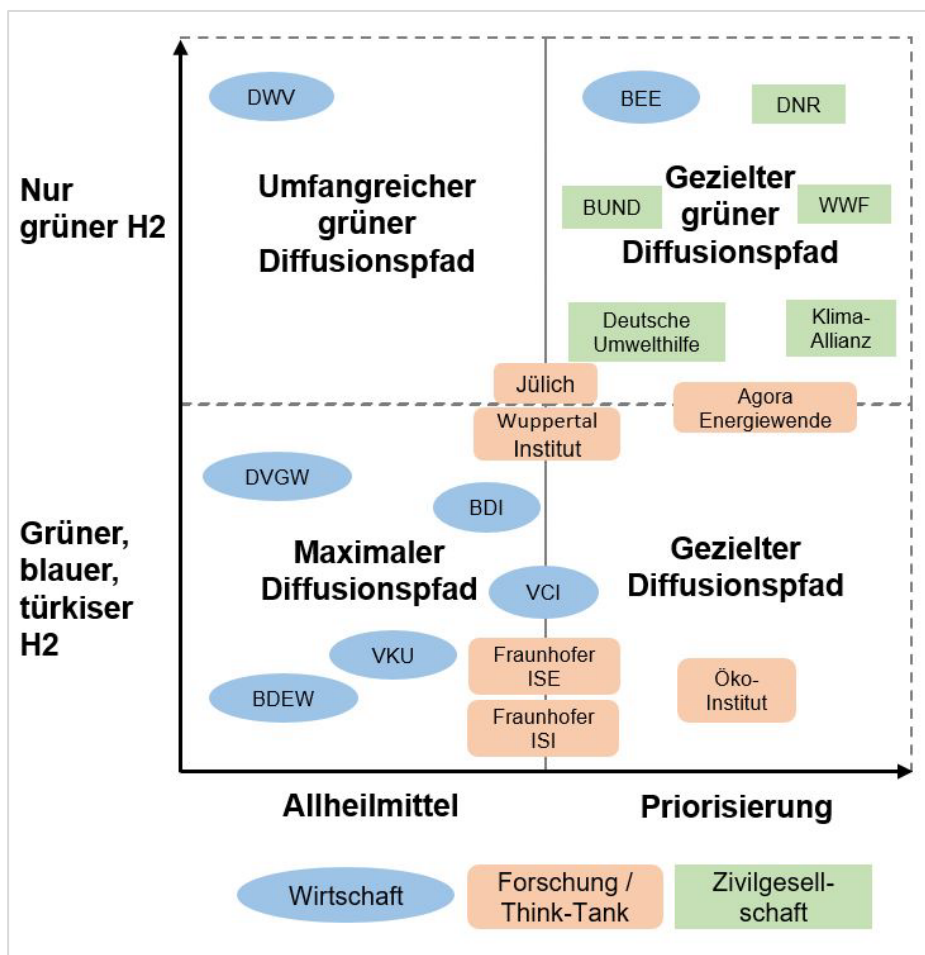 DWV
BEE
DNR
Nur
grüner H2
Umfangreicher
grüner
Diffusionspfad
Gezielter
grüner
Diffusionspfad
BUND
WWF
Deutsche
Umwelthilfe
Klima-
Allianz
Jülich
Agora
Energiewende
Wuppertal
Institut
DVGW
BDI
Grüner,
blauer,
türkiser
H2
Maximaler
Diffusionspfad
Gezielter
Diffusionspfad
VCI
VKU
Fraunhofer
ISE
Öko-
Institut
BDEW
Fraunhofer
ISI
Allheilmittel
Priorisierung
Wirtschaft
Forschung /
Think-Tank
Zivilgesell-
schaft